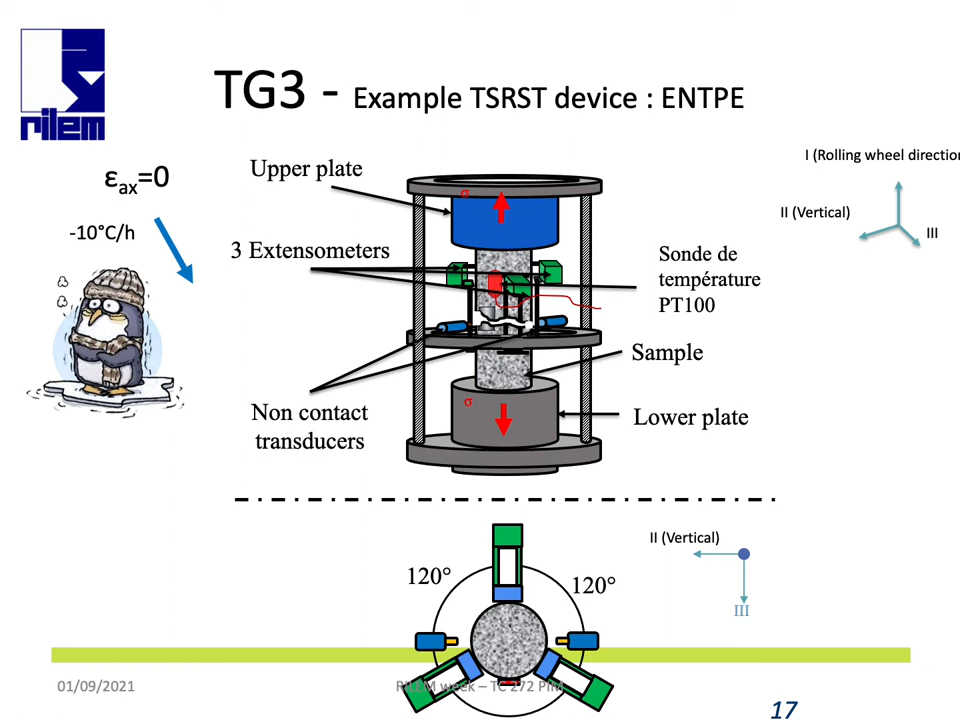 rilem
TG3 - Example TSRST device : ENTPE
εax=0
-10°C/h
Upper plate
3 Extensometers
Non contact
transducers
σ
σ
Sonde de
température
PT100
Sample
Lower plate
I (Rolling wheel direction
II (Vertical)
III
120°
120°
II (Vertical)
III
01/09/2021
RILEM week – TC 272 PIM
17